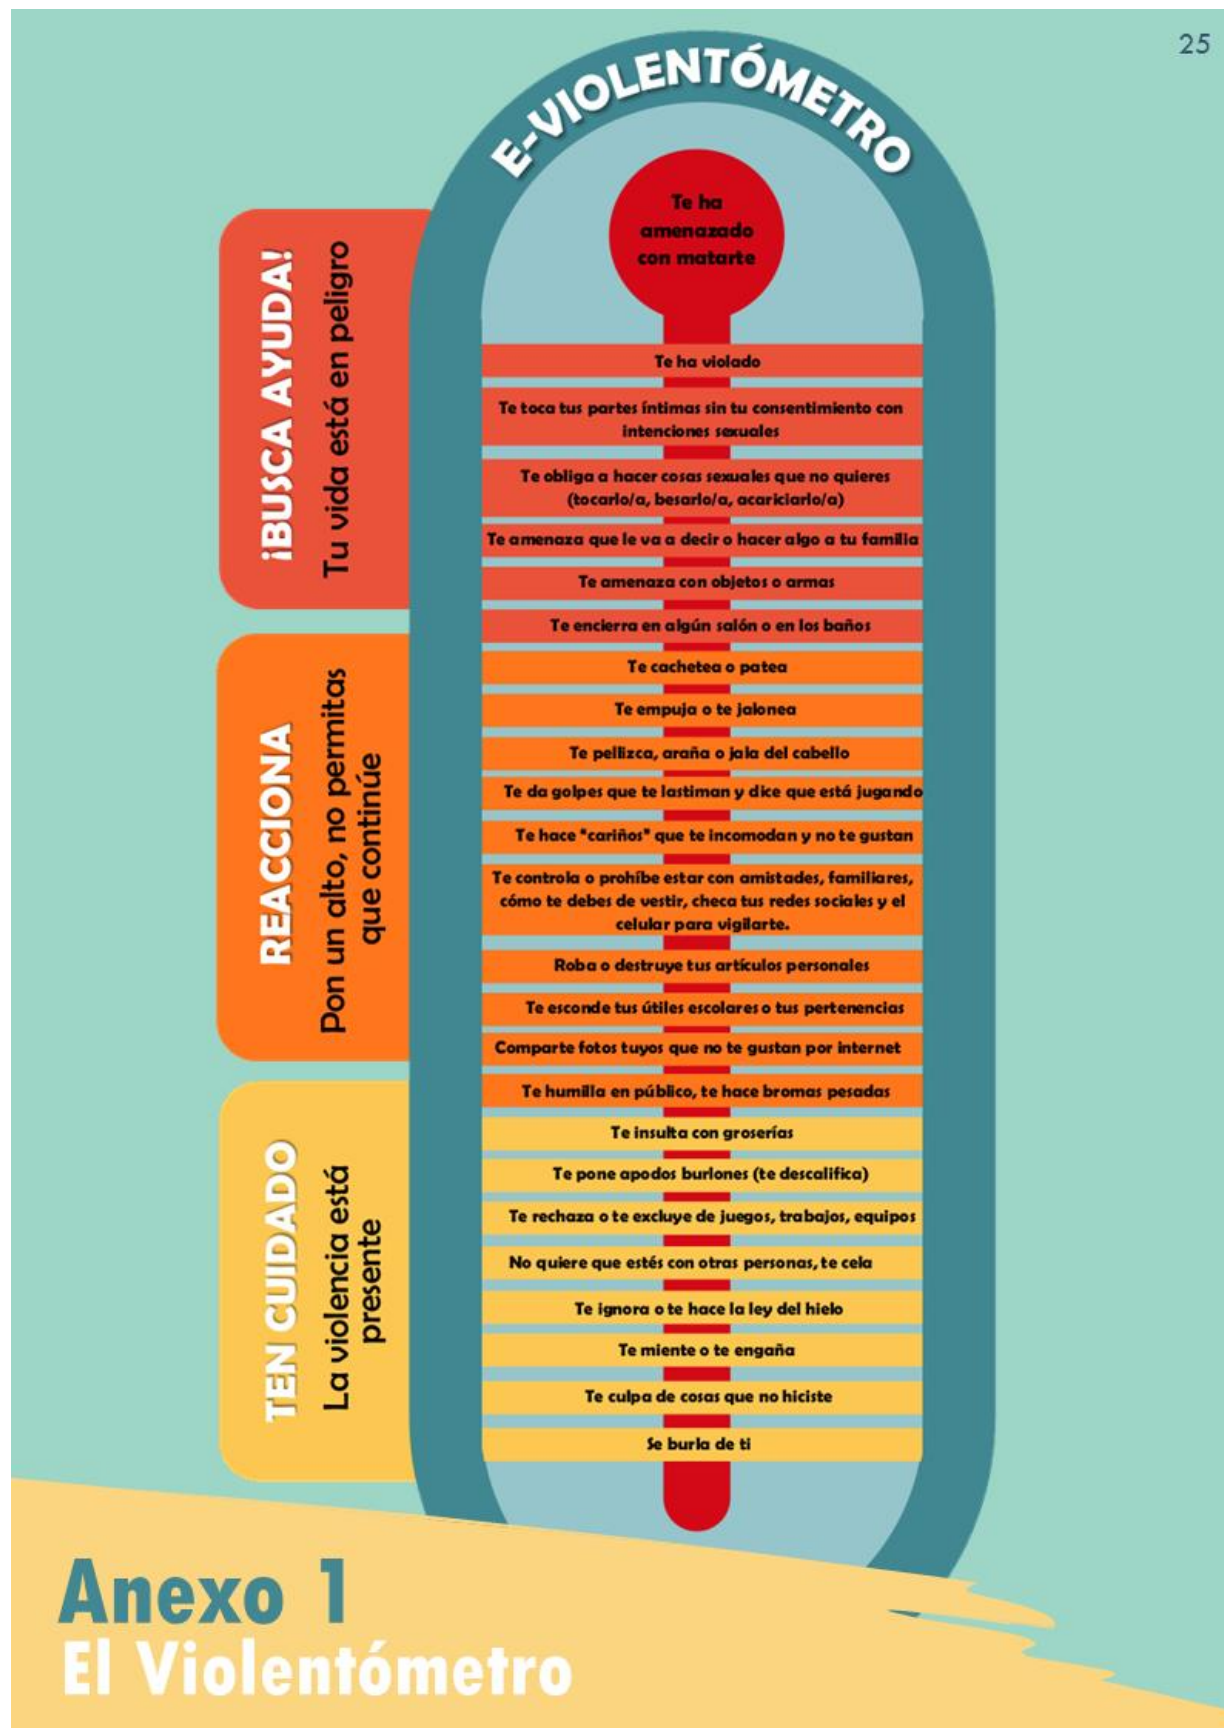 25
E-VIOLENTÓMETRO
Te ha
amenazado
con matarte
¡BUSCA AYUDA!
Tu vida está en peligro
Te ha violado
Te toca tus partes íntimas sin tu consentimiento con
intenciones sexuales
Te obliga a hacer cosas sexuales que no quieres
(tocarlo/a, besarlo/a, acariciarlo/a)
Te amenaza que le va a decir o hacer algo a tu familia
Te amenaza con objetos o armas
Te encierra en algún salón o en los baños
REACCIONA
Pon un alto, no permitas
que continúe
Te cachetea o patea
Te empuja o te jalonea
Te pellizca, araña o jala del cabello
Te da golpes que te lastiman y dice que está jugando
Te hace "cariños" que te incomodan y no te gustan
Te controla o prohíbe estar con amistades, familiares,
cómo te debes de vestir, checa tus redes sociales y el
celular para vigilarte.
Roba o destruye tus artículos personales
Te esconde tus útiles escolares o tus pertenencias
Comparte fotos tuyos que no te gustan por internet
Te humilla en público, te hace bromas pesadas
TEN CUIDADO
La violencia está
presente
Te insulta con groserías
Te pone apodos burlones (te descalifica)
Te rechaza o te excluye de juegos, trabajos, equipos
No quiere que estés con otras personas, te cela
Te ignora o te hace la ley del hielo
Te miente o te engaña
Te culpa de cosas que no hiciste
Se burla de ti
Anexo 1
El Violentómetro